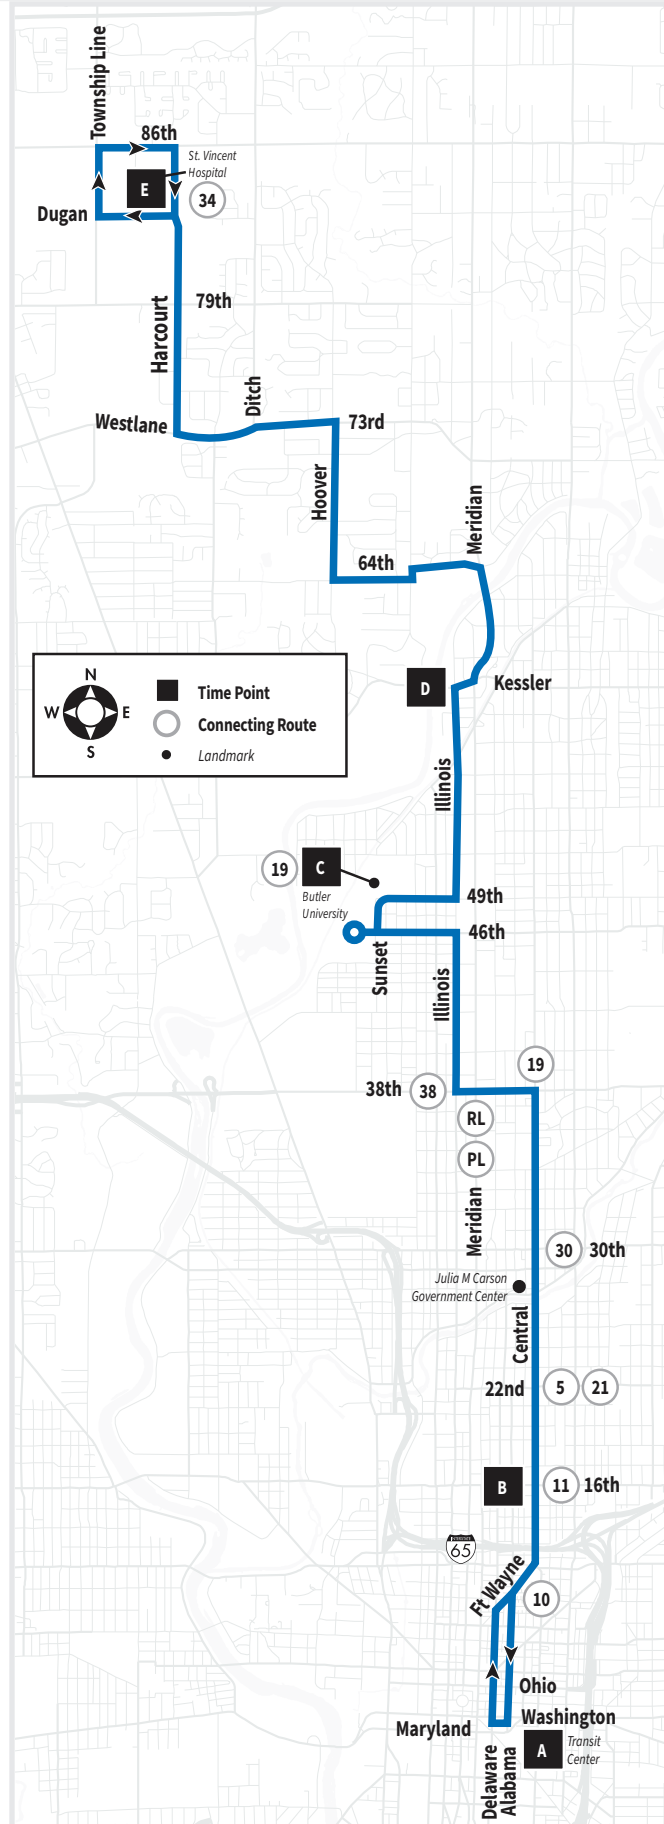 Township Line
86th
St. Vincent
Hospital
E
34
Dugan
79th
Harcourt
Ditch
Westlane
73rd
Hoover
Meridian
64th
D
Kessler
N
W
E
S
Time Point
Connecting Route
Landmark
Illinois
19
C
Butler
University
49th
46th
Sunset
Illinois
19
38th
38
RL
PL
Meridian
30
30th
Julia M Carson
Government Center
Central
22nd
5
21
B
11
16th
INTERSTATE
65
Ft Wayne
10
Ohio
Washington
Maryland
A
Transit
Center
Delaware
Alabama